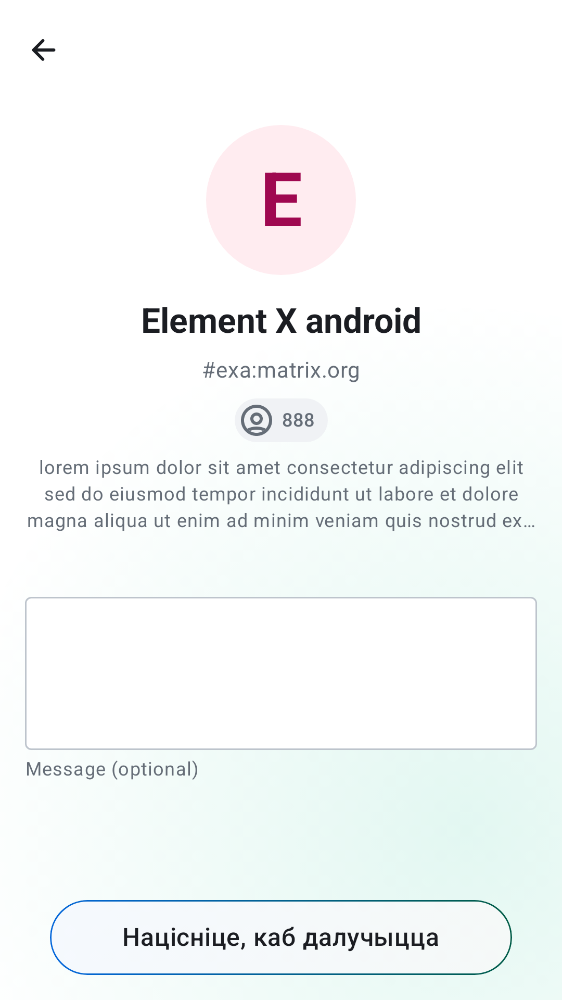 E
Element X android
#exa:matrix.org
888
lorem ipsum dolor sit amet consectetur adipiscing elit
sed do eiusmod tempor incididunt ut labore et dolore
magna aliqua ut enim ad minim veniam quis nostrud ex…
Message (optional)
Націсніце, каб далучыцца